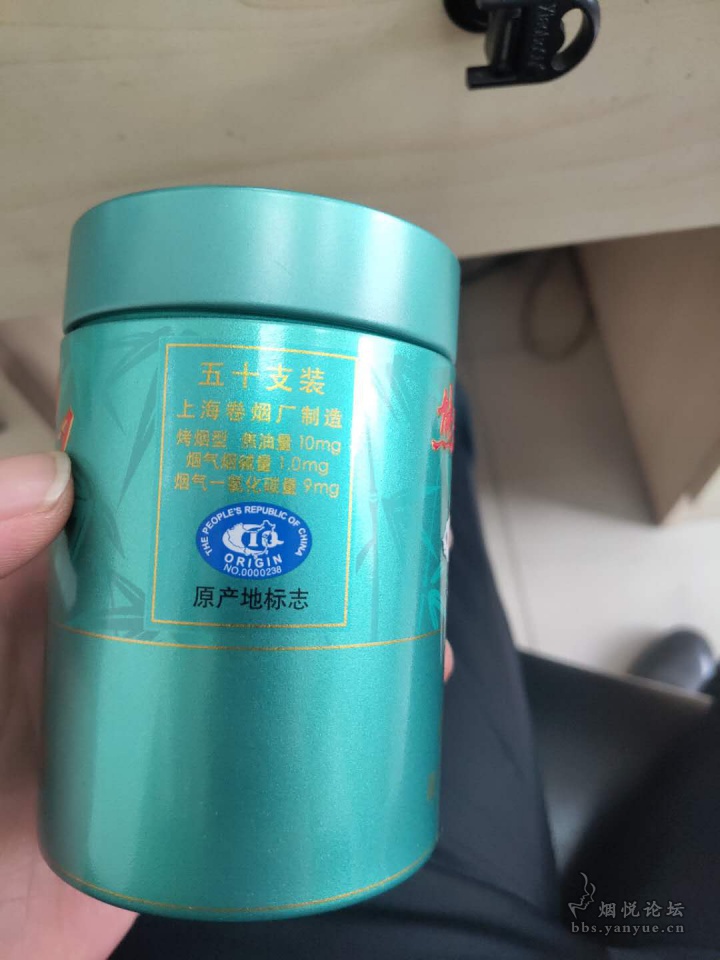 五十支装
上海卷烟厂制造
烤烟型 焦油量 10mg
烟气烟碱量 1.0mg
烟气一氧化碳量 9mg
THE PEOPLE'S REPUBLIC OF CHINA
ORIGIN
NO.0000238
原产地标志
烟悦论坛
bbs.yanyue.cn